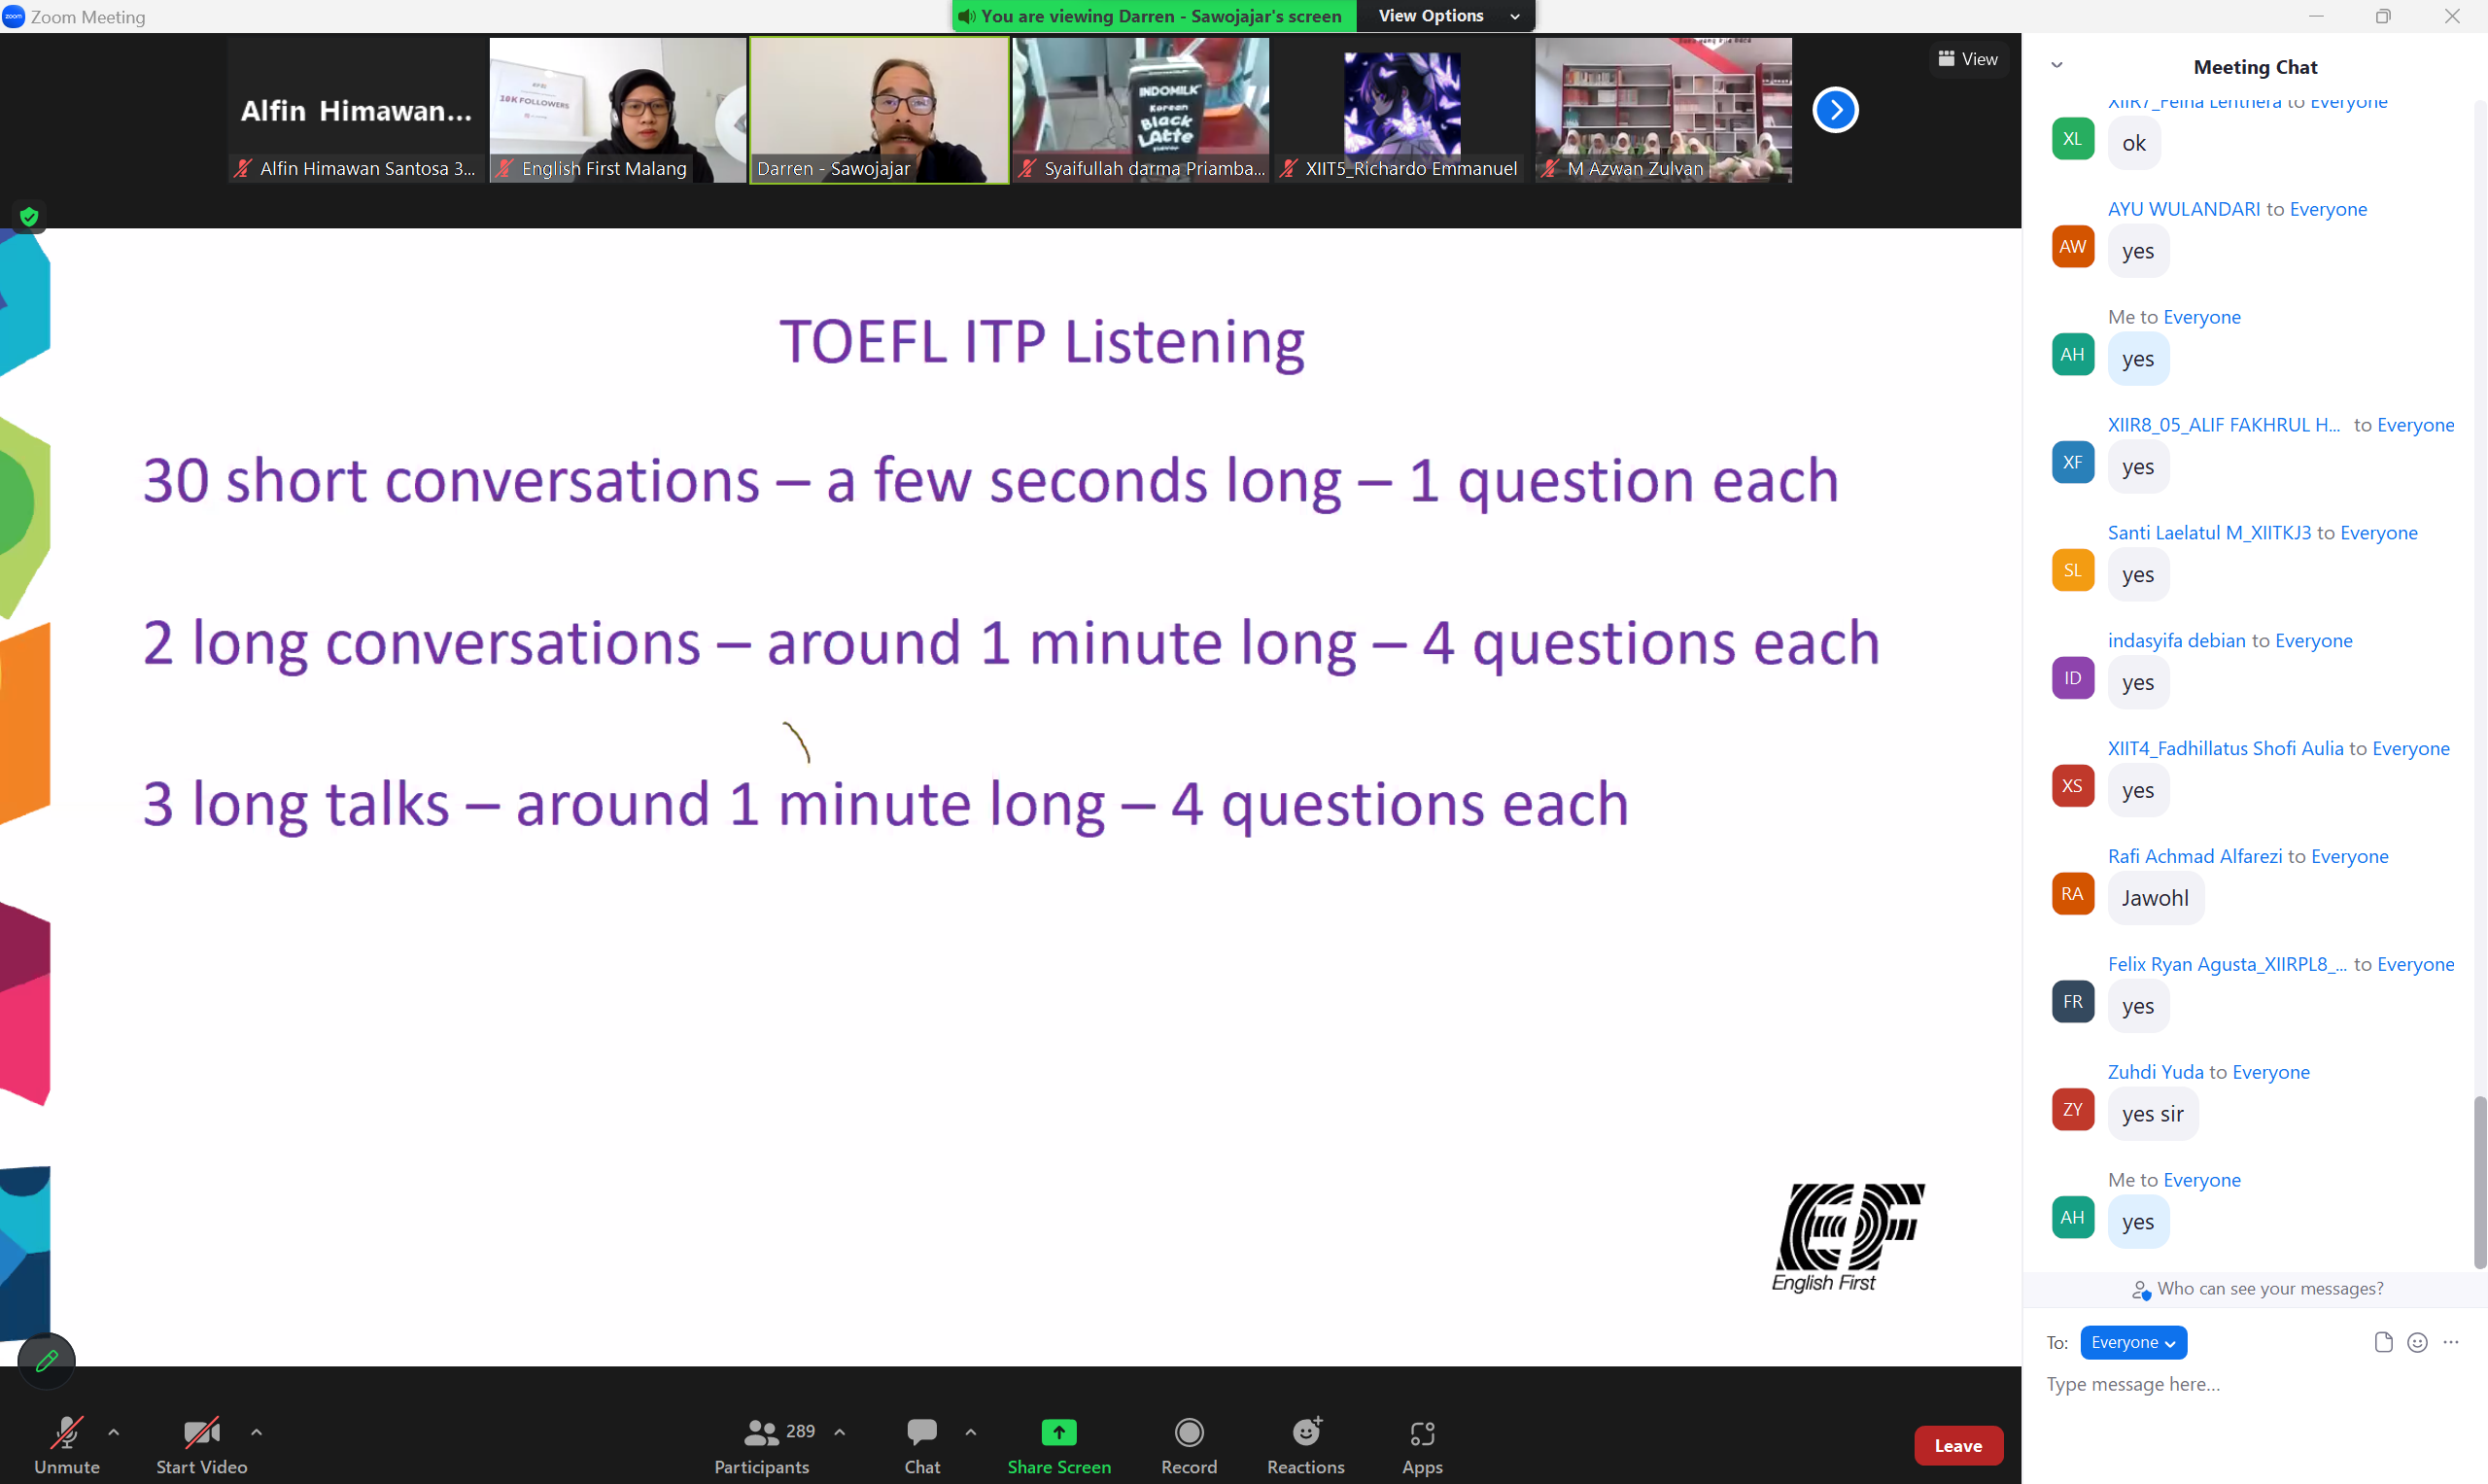 Zoom Meeting
You are viewing Darren - Sawojajar's screen
View Options
Alfin Himawan...
Alfin Himawan Santosa 3...
10K FOLLOWERS
English First Malang
Darren - Sawojajar
INDOMILK
Korean
Black
Latte
Syaifullah darma Priamba...
XIIT5_Richardo Emmanuel
M Azwan Zulvan
View
TOEFL ITP Listening
30 short conversations – a few seconds long – 1 question each
2 long conversations – around 1 minute long – 4 questions each
3 long talks – around 1 minute long – 4 questions each
EF
English First
Unmute
Start Video
289
Participants
Chat
Share Screen
Record
Reactions
Apps
Leave
Meeting Chat
to Everyone
XL
ok
AYU WULANDARI to Everyone
AW
yes
Me to Everyone
AH
yes
XIIR8_05_ALIF FAKHRUL H... to Everyone
XF
yes
Santi Laelatul M_XIITKJ3 to Everyone
SL
yes
indasyifa debian to Everyone
ID
yes
XIIT4_Fadhillatus Shofi Aulia to Everyone
XS
yes
Rafi Achmad Alfarezi to Everyone
RA
Jawohl
Felix Ryan Agusta_XIIRPL8_... to Everyone
FR
yes
Zuhdi Yuda to Everyone
ZY
yes sir
Me to Everyone
AH
yes
Who can see your messages?
To: Everyone
Type message here...